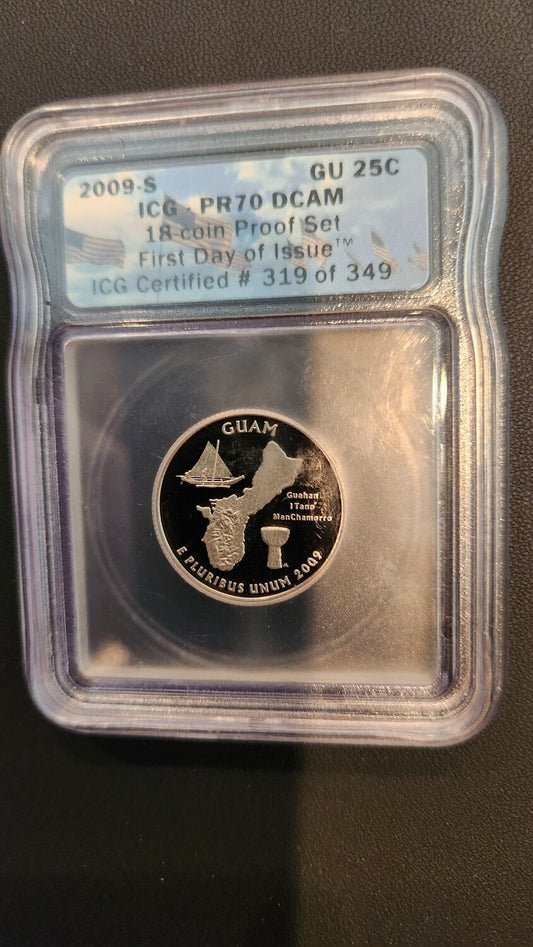 2009-S GU 25C
ICG - PR70 DCAM
18 coin Proof Set
First Day of Issue™
ICG Certified # 319 of 349
GUAM
Guahan
I Tano'
ManChamorro
E PLURIBUS UNUM 2009